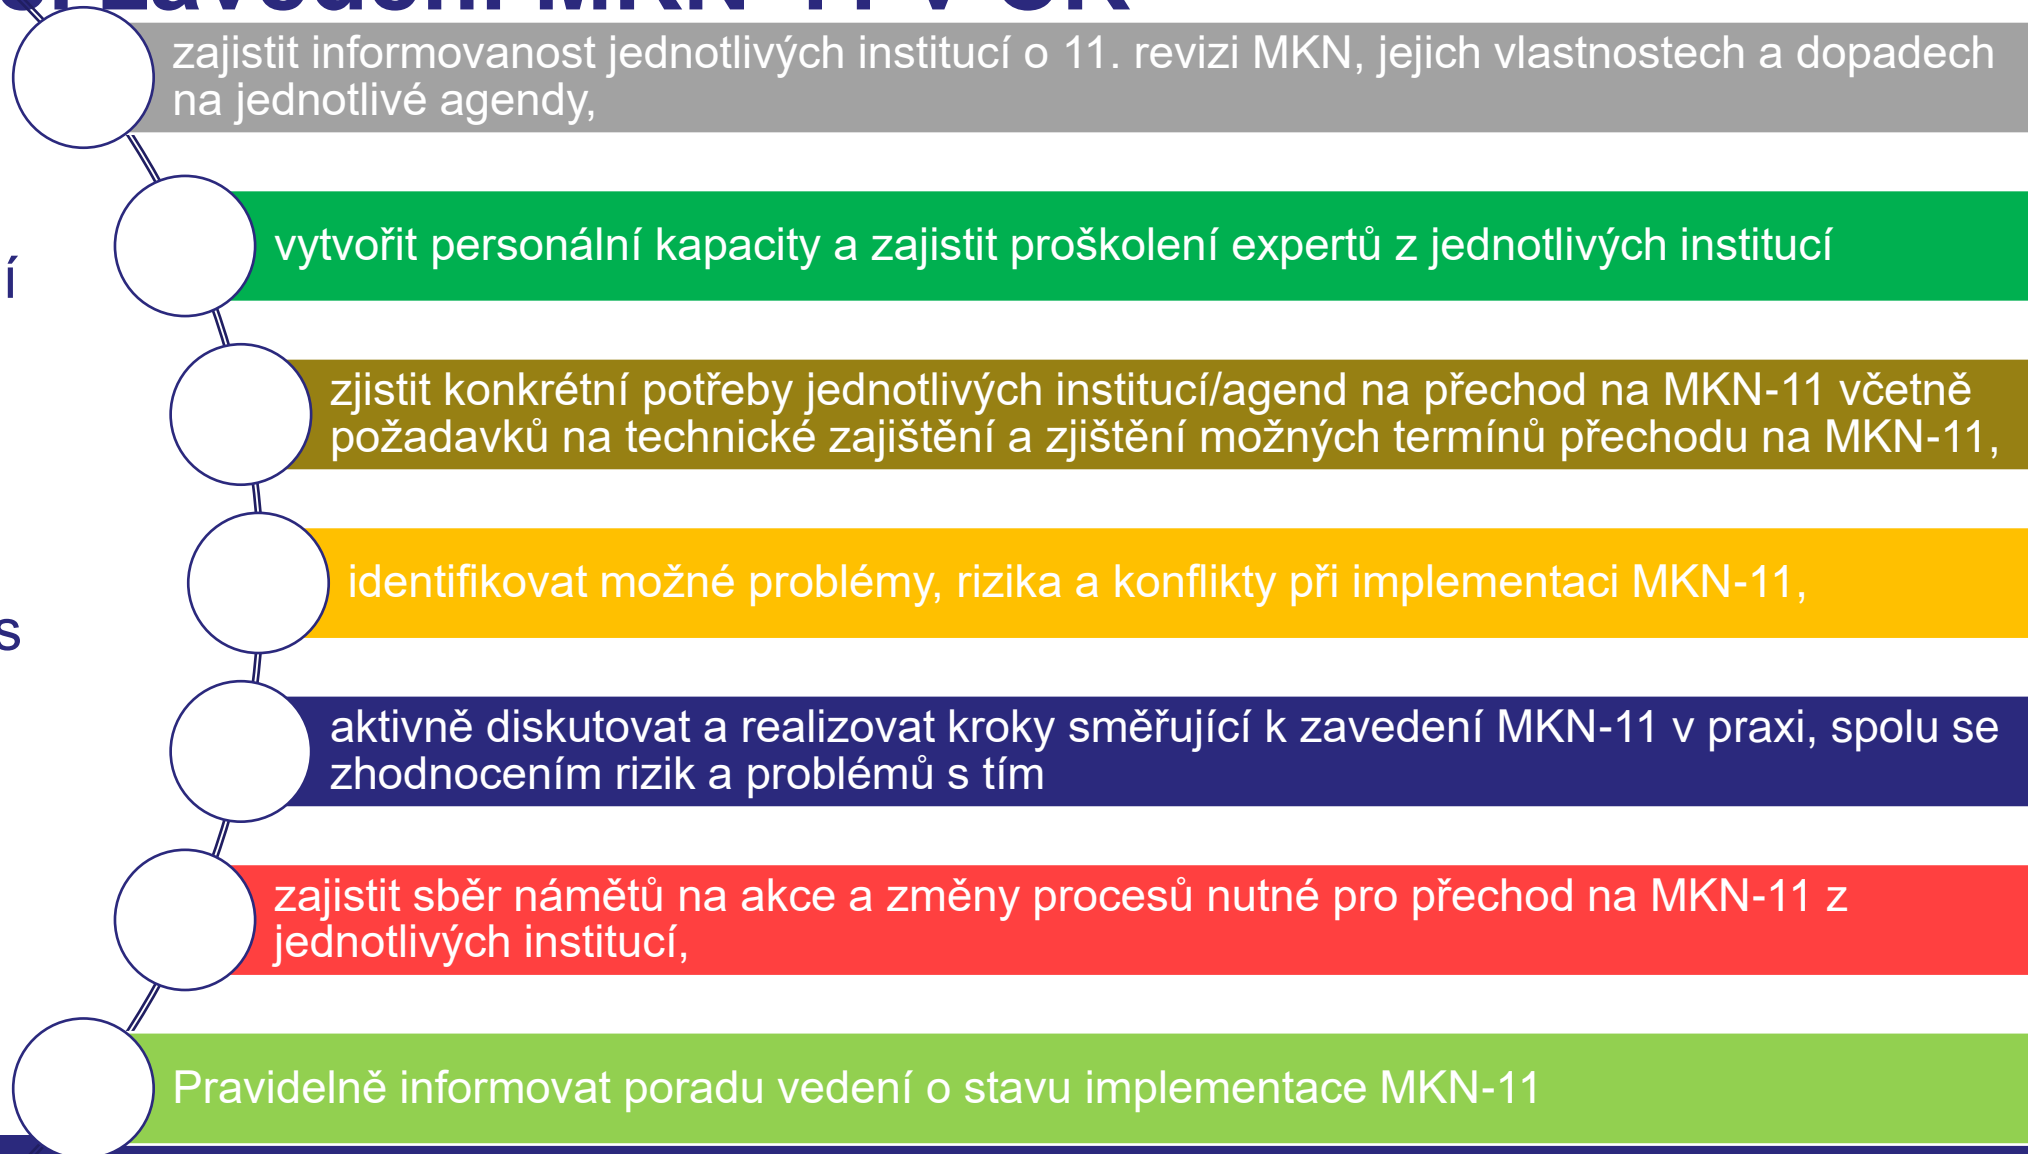 zavedení MKN-11 v ČR
zajistit informovanost jednotlivých institucí o 11. revizi MKN, jejich vlastnostech a dopadech
na jednotlivé agendy,
vytvořit personální kapacity a zajistit proškolení expertů z jednotlivých institucí
í
zjistit konkrétní potřeby jednotlivých institucí/agend na přechod na MKN-11 včetně
požadavků na technické zajištění a zjištění možných termínů přechodu na MKN-11,
identifikovat možné problémy, rizika a konflikty při implementaci MKN-11,
s
aktivně diskutovat a realizovat kroky směřující k zavedení MKN-11 v praxi, spolu se
zhodnocením rizik a problémů s tím
zajistit sběr námětů na akce a změny procesů nutné pro přechod na MKN-11 z
jednotlivých institucí,
Pravidelně informovat poradu vedení o stavu implementace MKN-11